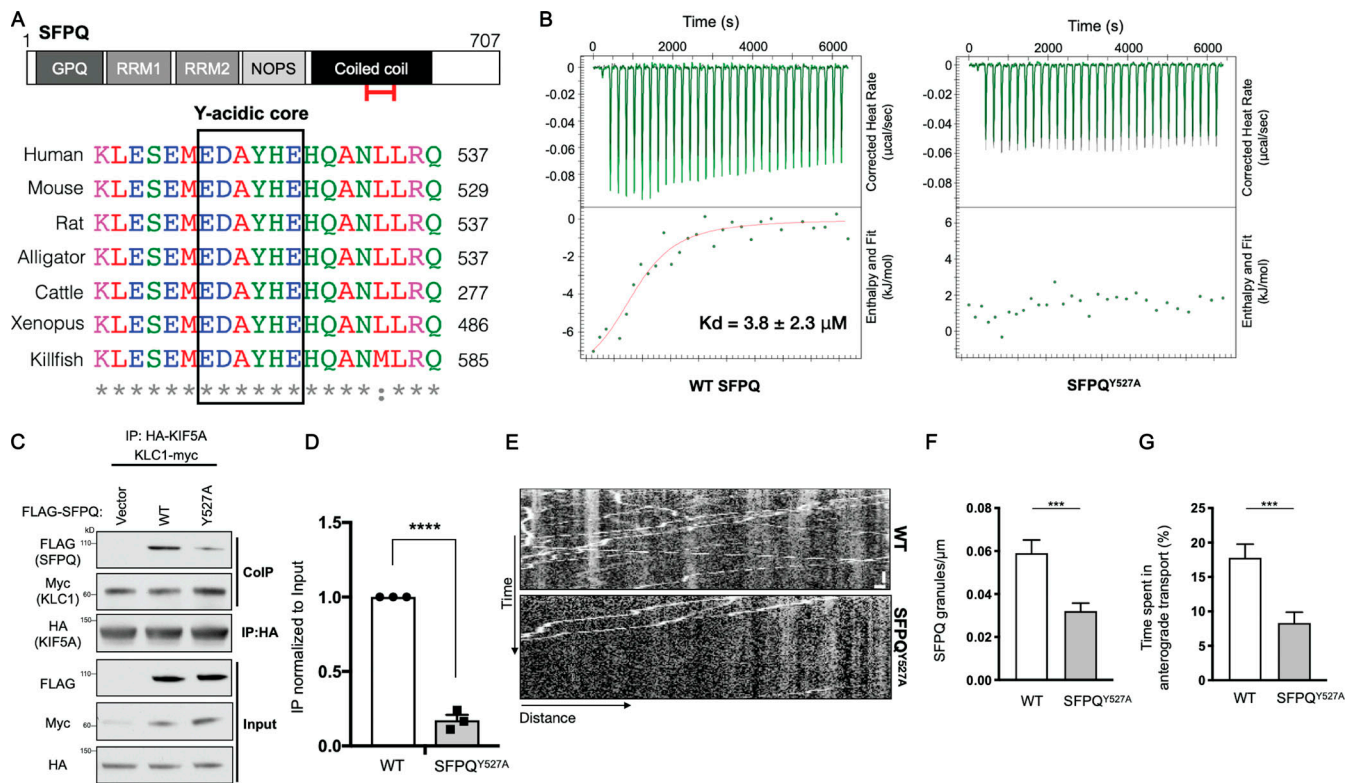 A
SFPQ
1
707
GPQ
RRM1
RRM2
NOPS
Coiled coil
Y-acidic core
Human KLESEMEDAYHEHQANLLRQ 537
Mouse KLESEMEDAYHEHQANLLRQ 529
Rat KLESEMEDAYHEHQANLLRQ 537
Alligator KLESEMEDAYHEHQANLLRQ 537
Cattle KLESEMEDAYHEHQANLLRQ 277
Xenopus KLESEMEDAYHEHQANLLRQ 486
Killfish KLESEMEDAYHEHQANMLRQ 585
****************:***
B
Time (s)
0 2000 4000 6000
0
-0.02
-0.04
-0.06
-0.08
Corrected Heat Rate
(µcal/sec)
0
-2
-4
-6
Enthalpy and Fit
(kJ/mol)
Kd = 3.8 ± 2.3 µM
WT SFPQ
Time (s)
0 2000 4000 6000
0
-0.02
-0.04
-0.06
-0.08
Corrected Heat Rate
(µcal/sec)
6
4
2
0
Enthalpy and Fit
(kJ/mol)
SFPQY527A
C
IP: HA-KIF5A
KLC1-myc
FLAG-SFPQ:
Vector
WT
Y527A
kD
FLAG
(SFPQ)
110
Myc
(KLC1)
60
CoIP
HA
(KIF5A)
150
IP:HA
FLAG
110
Myc
60
Input
HA
150
D
IP normalized to Input
1.5
1.0
0.5
0.0
****
WT
SFPQY527A
E
Time
Distance
WT
SFPQY527A
F
SFPQ granules/µm
0.08
0.06
0.04
0.02
0.00
***
WT
SFPQY527A
G
Time spent in
anterograde transport (%)
25
20
15
10
5
0
***
WT
SFPQY527A